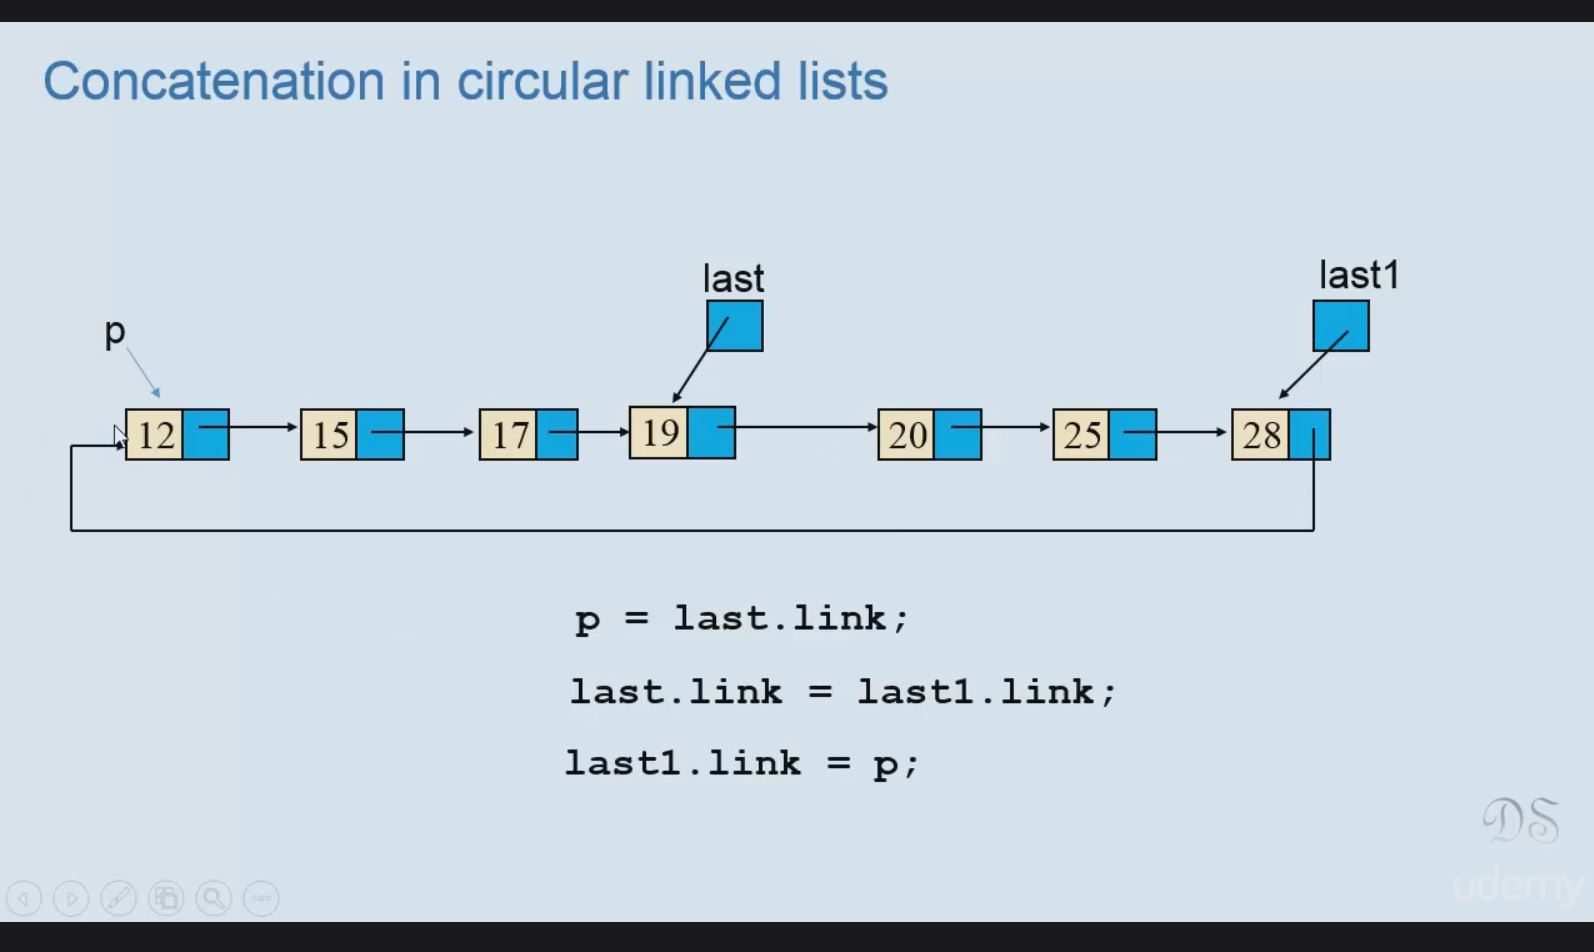 Concatenation in circular linked lists
last
last1
p
12 15 17 19 20 25 28
p = last.link;
last.link = last1.link;
last1.link = p;
DS
udemy